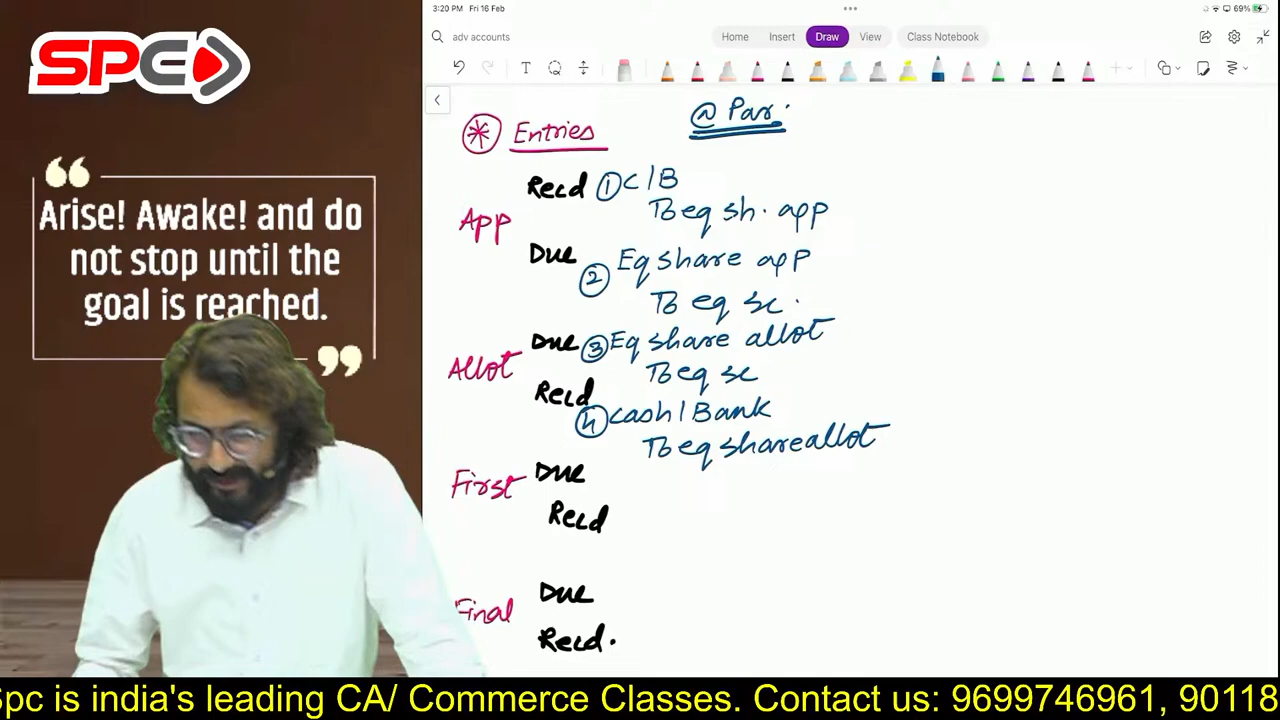 3:20 PM Fri 16 Feb
69%
adv accounts
Home Insert Draw View Class Notebook
SPC
Arise! Awake! and do
not stop until the
goal is reached.
@ Par.
* Entries
App
Recd ① C/B
To eq sh. app
Due ② Eq share app
To eq sc.
Allot
Due ③ Eq share allot
To eq sc
Recd ④ cash/Bank
To eq share allot
First
Due
Recd
Final
Due
Recd.
Spc is india's leading CA/ Commerce Classes. Contact us: 9699746961, 90118